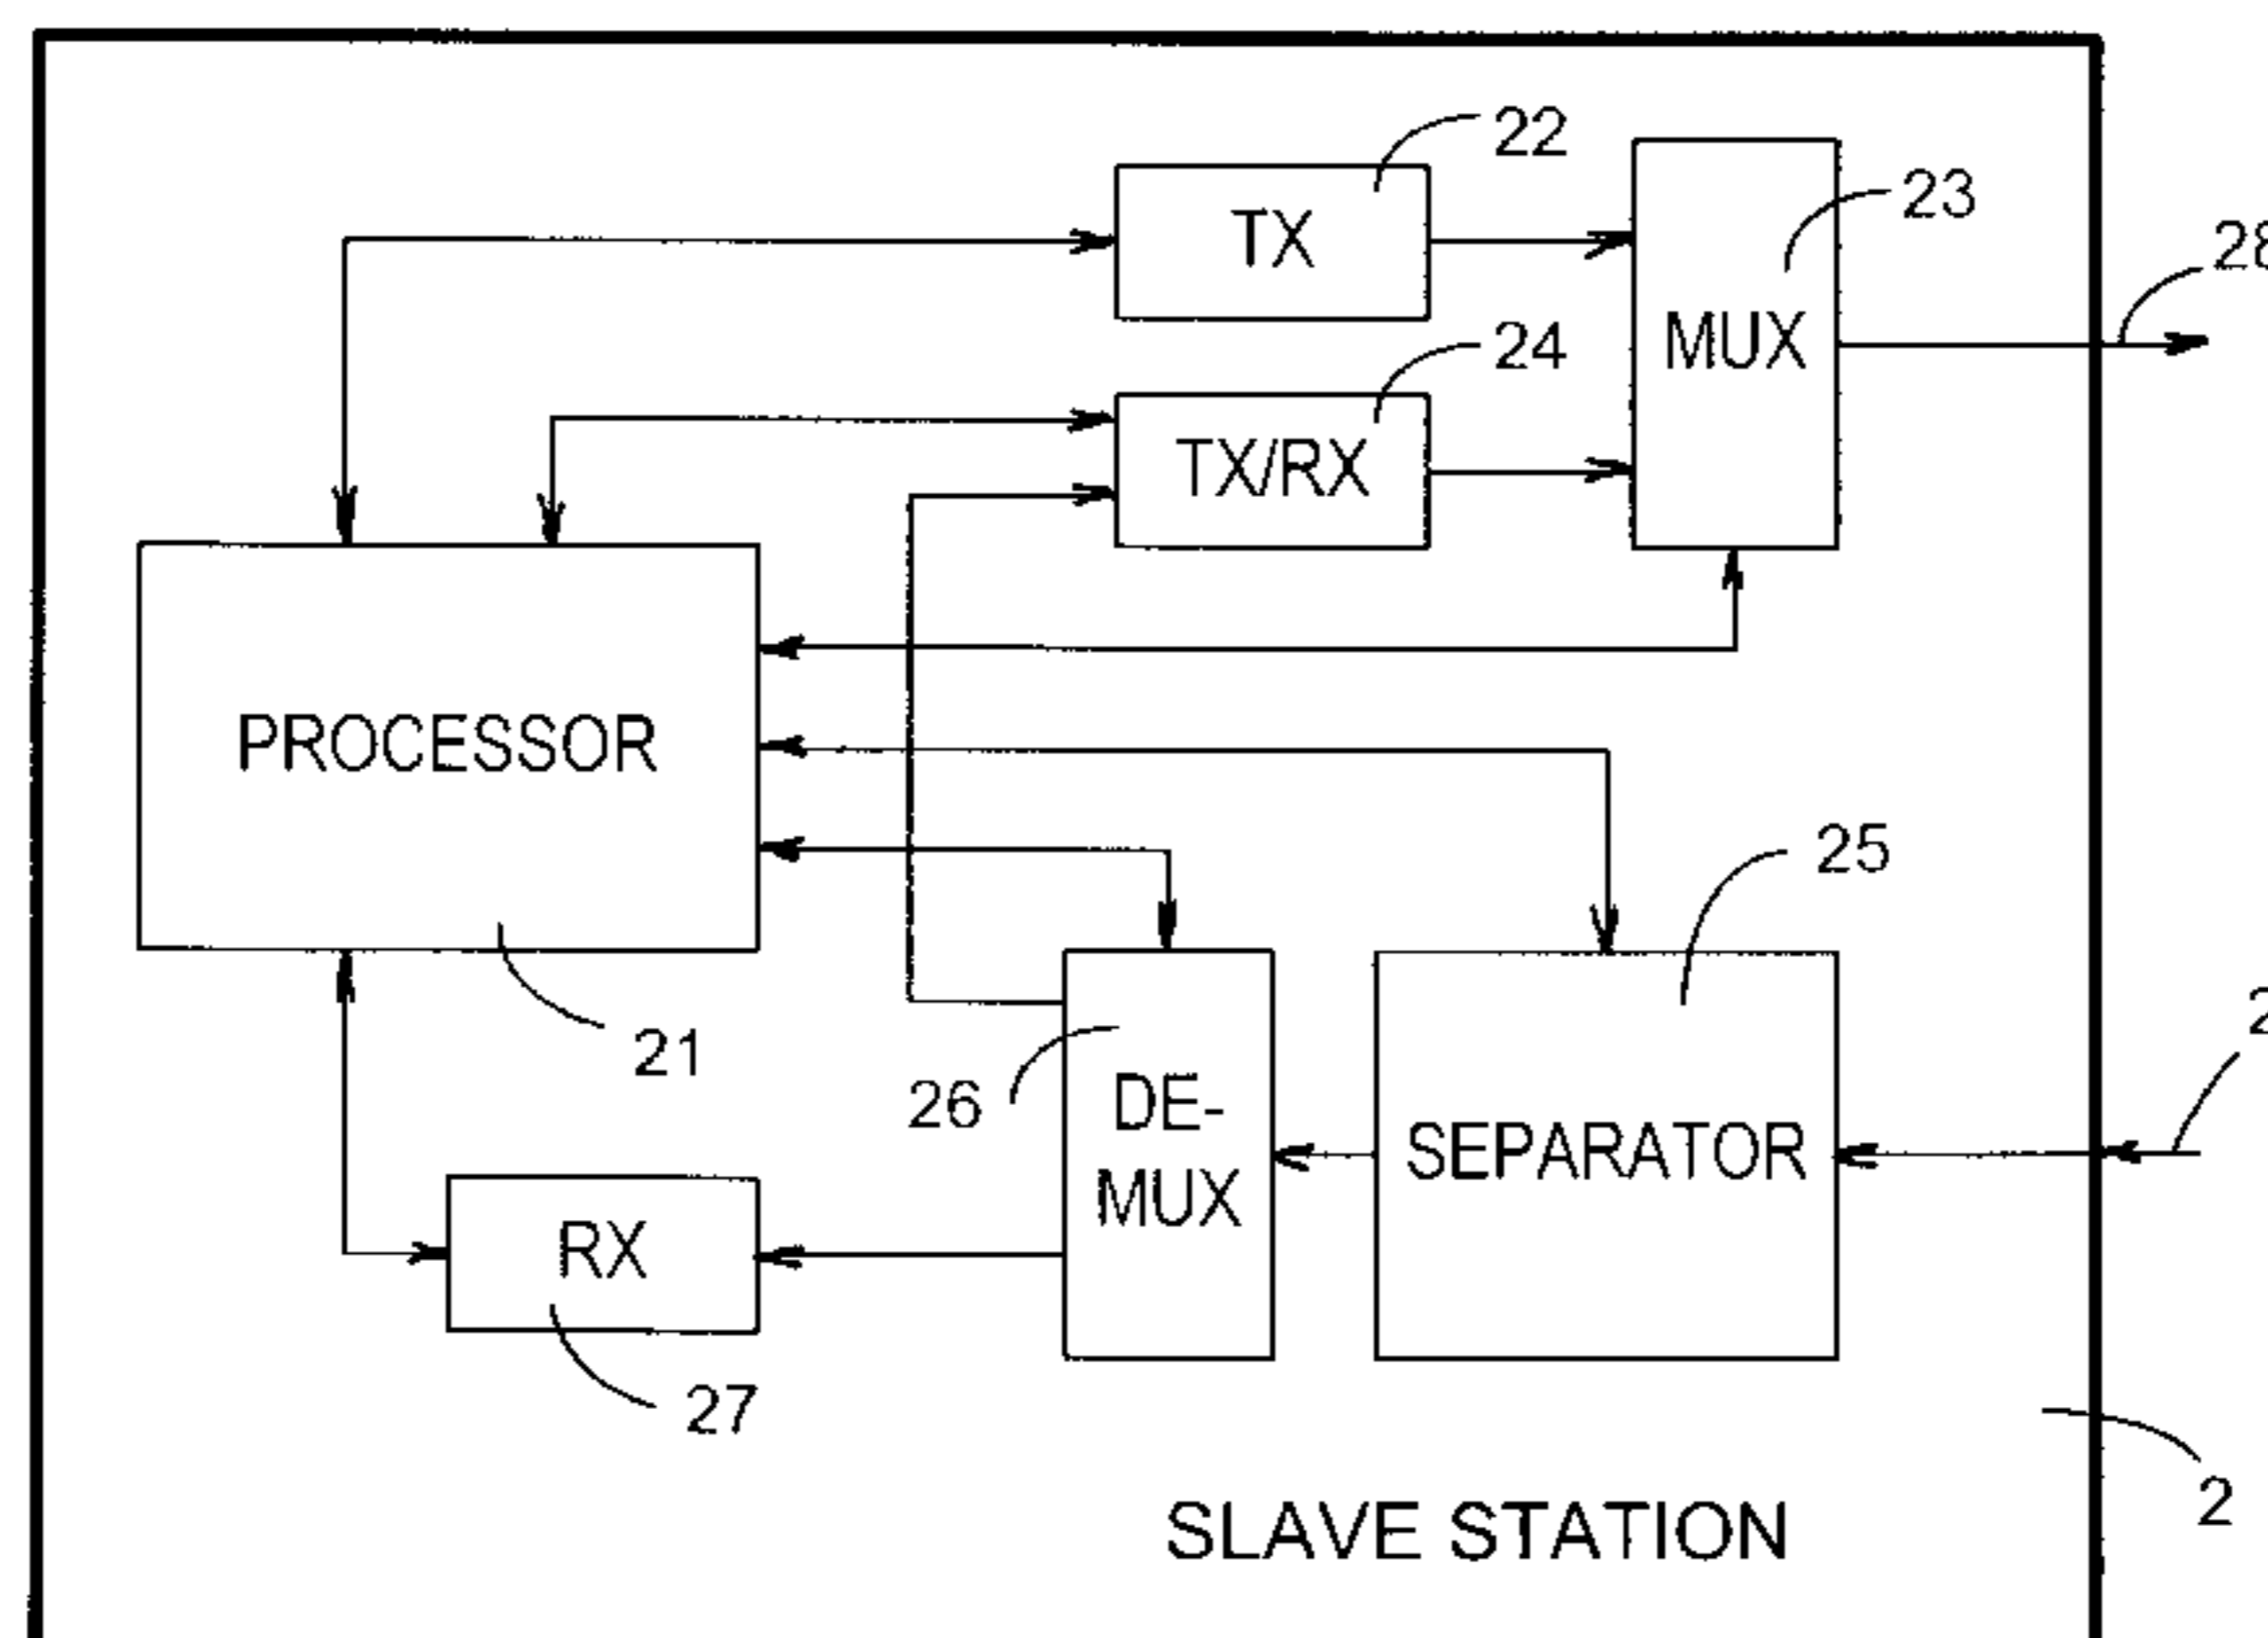 22
TX
23
28
24
MUX
TX/RX
PROCESSOR
25
21
26
DE-
MUX
SEPARATOR
RX
27
2
SLAVE STATION